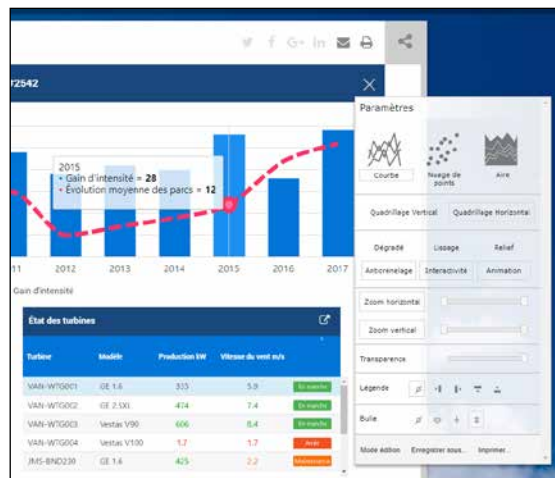 #2542
2015
• Gain d'intensité = 28
• Évolution moyenne des parcs = 12
11 2012 2013 2014 2015 2016 2017
Gain d'intensité
État des turbines
Turbine Modèle Production kW Vitesse du vent m/s
VAN-WTG001 GE 1.6 335 5.9 En marche
VAN-WTG002 GE 2.5XL 474 7.4 En marche
VAN-WTG003 Vestas V90 606 8.4 En marche
VAN-WTG004 Vestas V100 1.7 1.7 Arrêt
JMS-BND230 GE 1.6 425 2.2 Maintenance
Paramètres
Courbe Nuage de points Aire
Quadrillage Vertical Quadrillage Horizontal
Dégradé Lissage Relief
Anticrenelage Interactivité Animation
Zoom horizontal
Zoom vertical
Transparence
Légende
Bulle
Mode édition Enregistrer sous... Imprimer...